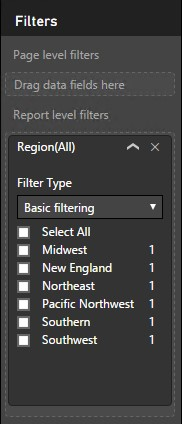 Filters
Page level filters
Drag data fields here
Report level filters
Region(All)
Filter Type
Basic filtering
Select All
Midwest 1
New England 1
Northeast 1
Pacific Northwest 1
Southern 1
Southwest 1